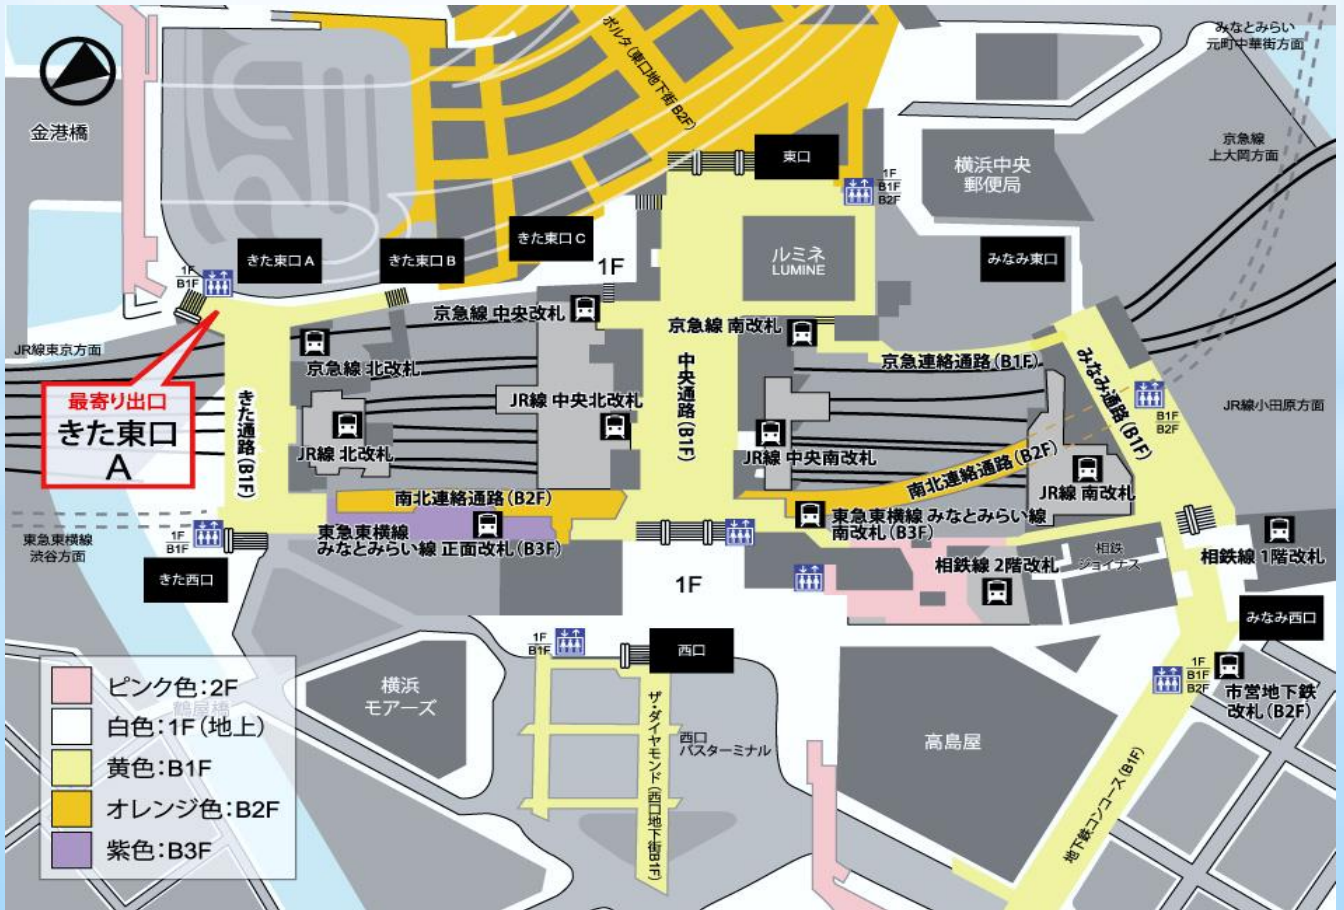 みなとみらい
元町中華街方面
ポルタ(東口地下街 B2F)
金港橋
京急線
上大岡方面
東口
横浜中央
郵便局
1F
B1F
B2F
きた東口 A
きた東口 B
きた東口 C
1F
ルミネ
LUMINE
みなみ東口
1F
B1F
京急線 中央改札
京急線 南改札
JR線東京方面
京急線 北改札
中央通路(B1F)
京急連絡通路(B1F)
みなみ通路(B1F)
最寄り出口
きた東口
A
きた通路(B1F)
JR線 中央北改札
B1F
B2F
JR線小田原方面
JR線 北改札
JR線 中央南改札
南北連絡通路(B2F)
南北連絡通路(B2F)
JR線 南改札
東急東横線
渋谷方面
1F
B1F
東急東横線
みなとみらい線 正面改札(B3F)
東急東横線 みなとみらい線
南改札(B3F)
相鉄線 2階改札
相鉄
ジョイナス
相鉄線 1階改札
きた西口
1F
みなみ西口
1F
B1F
西口
1F
B1F
B2F
市営地下鉄
改札(B2F)
横浜
モアーズ
ザ・ダイヤモンド(西口地下街B1F)
西口
バスターミナル
高島屋
地下鉄コンコース(B1F)
ピンク色:2F
鶴屋橋
白色:1F(地上)
黄色:B1F
オレンジ色:B2F
紫色:B3F